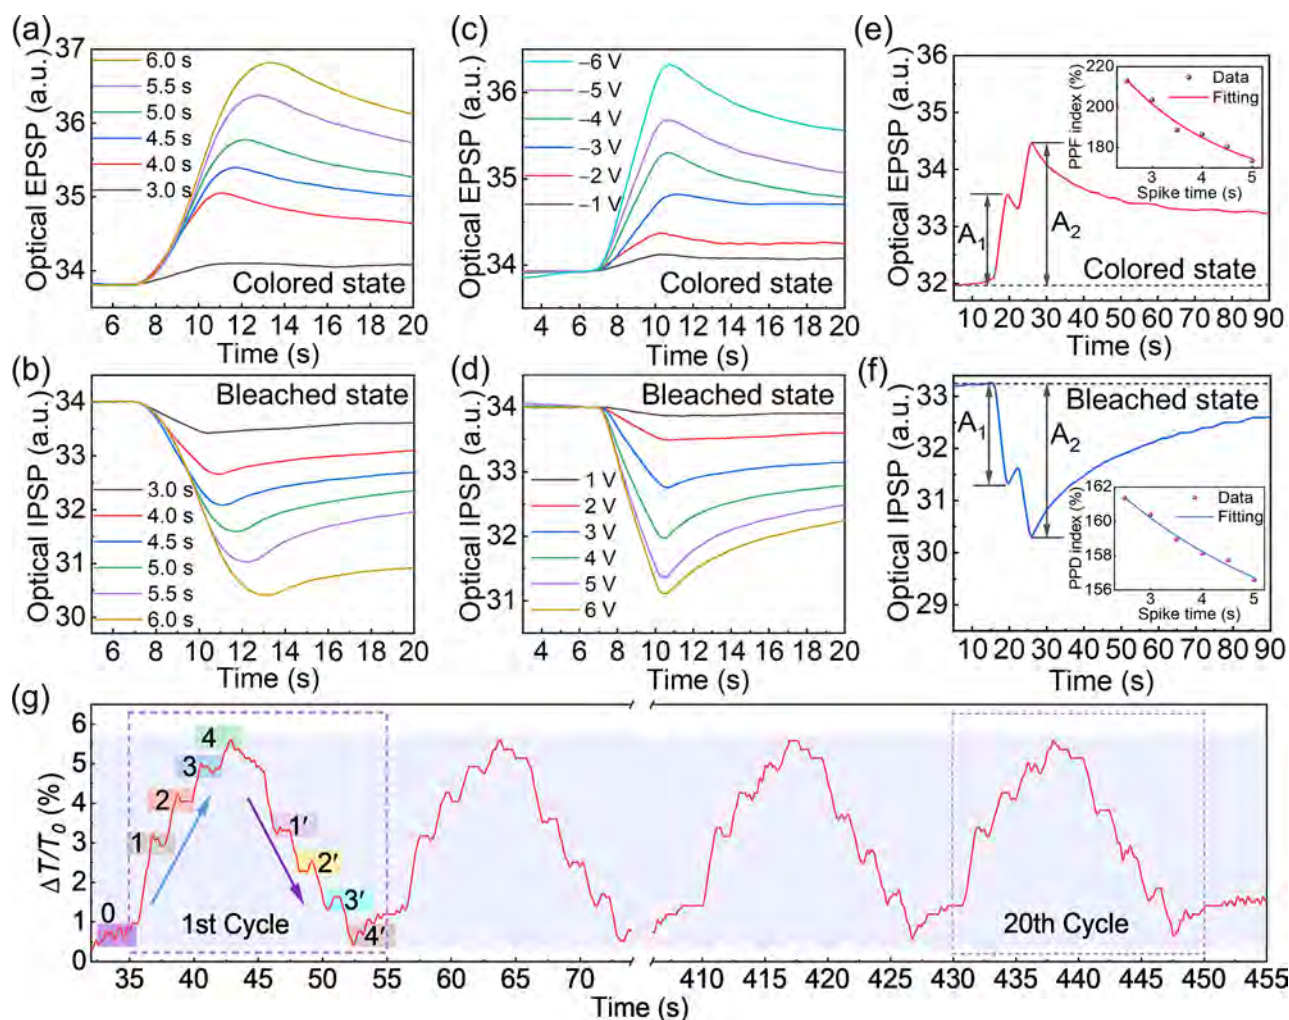 (a)
37
36
35
34
Optical EPSP (a.u.)
6.0 s
5.5 s
5.0 s
4.5 s
4.0 s
3.0 s
Colored state
6 8 10 12 14 16 18 20
Time (s)
(c)
36
35
34
Optical EPSP (a.u.)
−6 V
−5 V
−4 V
−3 V
−2 V
−1 V
Colored state
4 6 8 10 12 14 16 18 20
Time (s)
(e)
36
35
34
33
32
Optical EPSP (a.u.)
A1
A2
Colored state
10 20 30 40 50 60 70 80 90
Time (s)
220
200
180
PPF index (%)
Data
Fitting
3 4 5
Spike time (s)
(b)
34
33
32
31
30
Optical IPSP (a.u.)
Bleached state
3.0 s
4.0 s
4.5 s
5.0 s
5.5 s
6.0 s
6 8 10 12 14 16 18 20
Time (s)
(d)
34
33
32
31
Optical IPSP (a.u.)
Bleached state
1 V
2 V
3 V
4 V
5 V
6 V
4 6 8 10 12 14 16 18 20
Time (s)
(f)
33
32
31
30
29
Optical IPSP (a.u.)
Bleached state
A1
A2
10 20 30 40 50 60 70 80 90
Time (s)
162
160
158
156
PPD index (%)
Data
Fitting
3 4 5
Spike time (s)
(g)
6
5
4
3
2
1
0
ΔT/T0 (%)
0
1
2
3
4
1′
2′
3′
4′
1st Cycle
20th Cycle
35 40 45 50 55 60 65 70 410 415 420 425 430 435 440 445 450 455
Time (s)